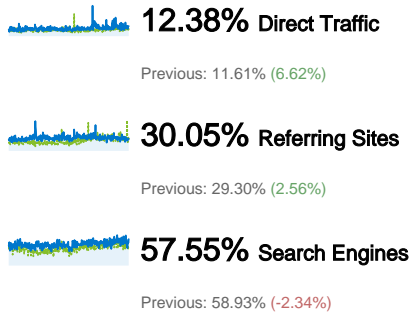 12.38% Direct Traffic
Previous: 11.61% (6.62%)
30.05% Referring Sites
Previous: 29.30% (2.56%)
57.55% Search Engines
Previous: 58.93% (-2.34%)